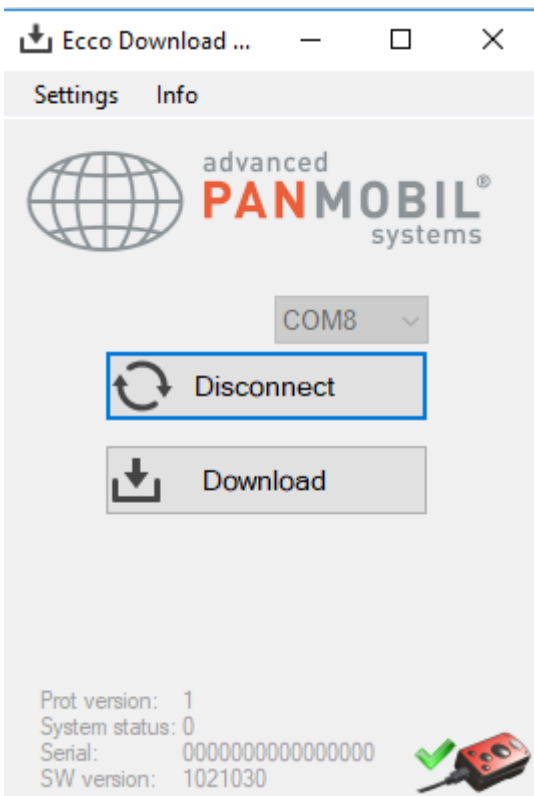 Ecco Download ...
Settings Info
advanced
PANMOBIL®
systems
COM8
Disconnect
Download
Prot version: 1
System status: 0
Serial: 0000000000000000
SW version: 1021030